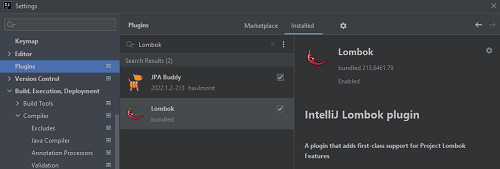 Settings
Plugins
Marketplace
Installed
Keymap
Editor
Plugins
Version Control
Build, Execution, Deployment
Build Tools
Compiler
Excludes
Java Compiler
Annotation Processors
Validation
Lombok
Search Results (2)
JPA Buddy
2022.1.2-213 haulmont
Lombok
bundled
Lombok
bundled 213.6461.79
Enabled
IntelliJ Lombok plugin
A plugin that adds first-class support for Project Lombok
Features